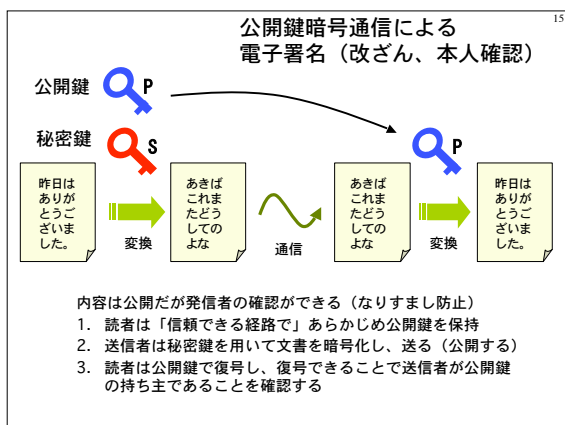 15
公開鍵暗号通信による
電子署名（改ざん、本人確認）
公開鍵
P
秘密鍵
S
P
昨日は
ありが
とうご
ざいま
した。
変換
あきば
これま
たどう
しての
よな
通信
あきば
これま
たどう
しての
よな
変換
昨日は
ありが
とうご
ざいま
した。
内容は公開だが発信者の確認ができる（なりすまし防止）
1. 読者は「信頼できる経路で」あらかじめ公開鍵を保持
2. 送信者は秘密鍵を用いて文書を暗号化し、送る（公開する）
3. 読者は公開鍵で復号し、復号できることで送信者が公開鍵
の持ち主であることを確認する